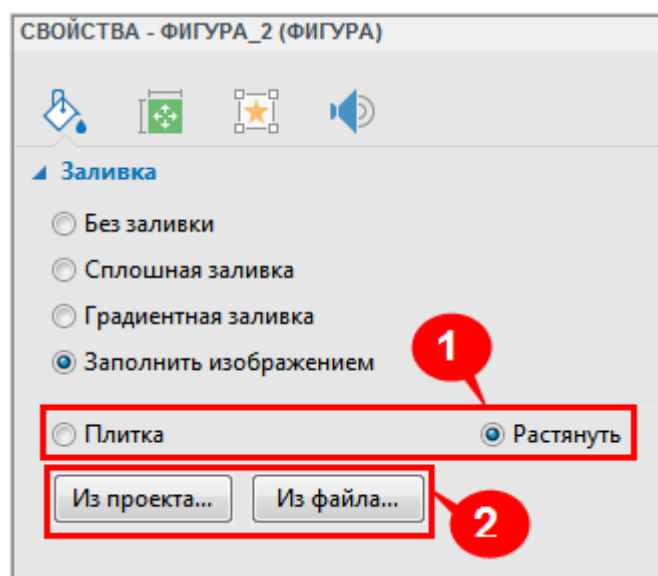 СВОЙСТВА - ФИГУРА_2 (ФИГУРА)
Заливка
Без заливки
Сплошная заливка
Градиентная заливка
Заполнить изображением
1
Плитка Растянуть
Из проекта... Из файла...
2